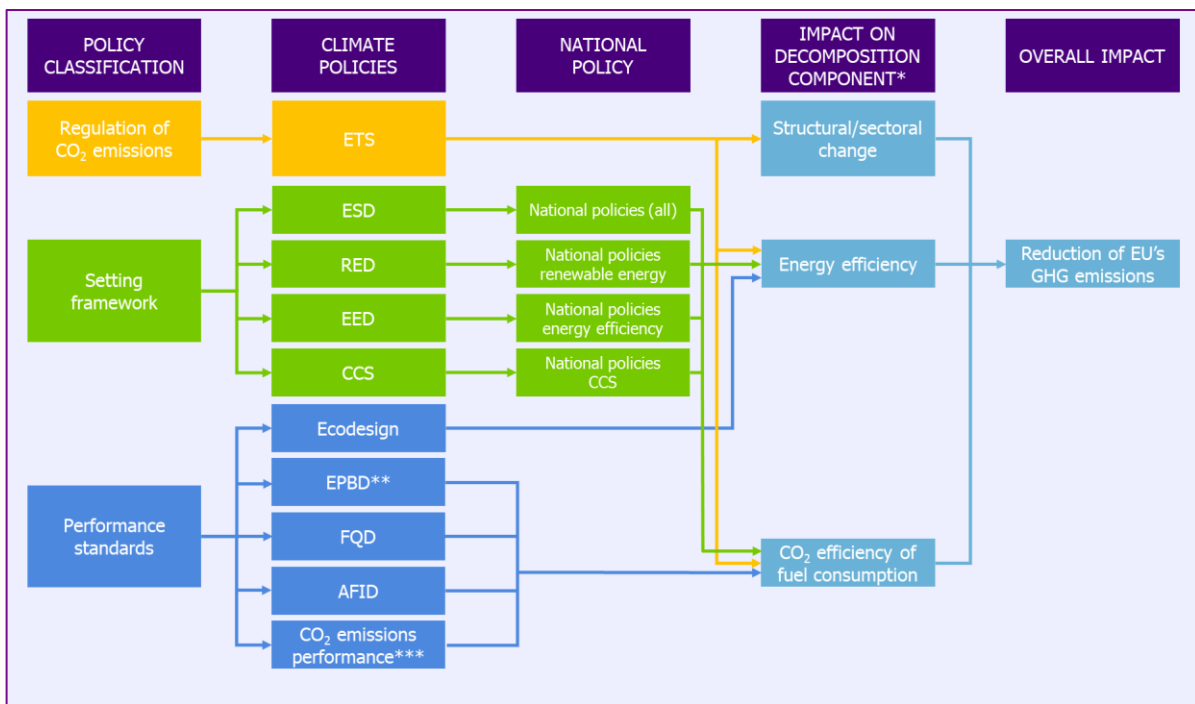 POLICY
CLASSIFICATION
CLIMATE
POLICIES
NATIONAL
POLICY
IMPACT ON
DECOMPOSITION
COMPONENT*
OVERALL IMPACT
Regulation of
CO₂ emissions
ETS
Structural/sectoral
change
Setting
framework
ESD
National policies (all)
RED
National policies
renewable energy
Energy efficiency
Reduction of EU's
GHG emissions
EED
National policies
energy efficiency
CCS
National policies
CCS
Performance
standards
Ecodesign
EPBD**
FQD
AFID
CO₂ emissions
performance***
CO₂ efficiency of
fuel consumption